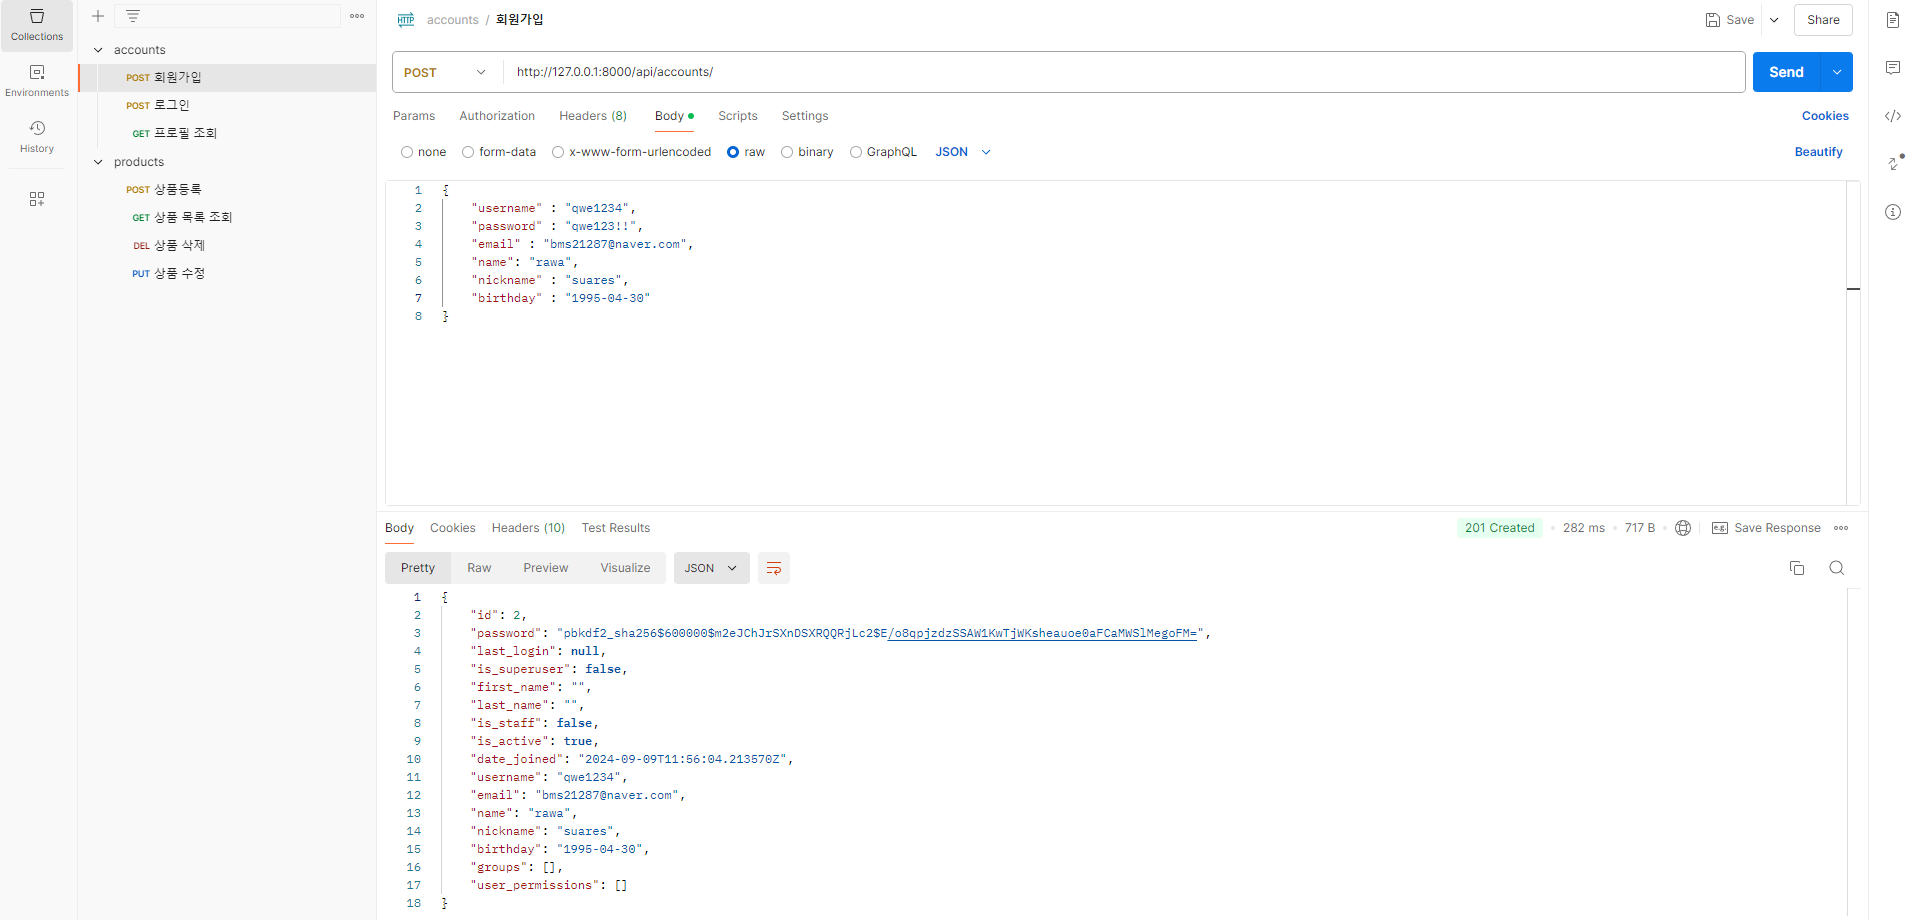 Collections
Environments
History
accounts
POST 회원가입
POST 로그인
GET 프로필 조회
products
POST 상품등록
GET 상품 목록 조회
DEL 상품 삭제
PUT 상품 수정
HTTP accounts / 회원가입
Save
Share
POST http://127.0.0.1:8000/api/accounts/
Send
Params Authorization Headers (8) Body Scripts Settings
Cookies
none form-data x-www-form-urlencoded raw binary GraphQL JSON
Beautify
1 {
2 "username" : "qwe1234",
3 "password" : "qwe123!!",
4 "email" : "bms21287@naver.com",
5 "name": "rawa",
6 "nickname" : "suares",
7 "birthday" : "1995-04-30"
8 }
Body Cookies Headers (10) Test Results
201 Created 282 ms 717 B e.g. Save Response
Pretty Raw Preview Visualize JSON
1 {
2 "id": 2,
3 "password": "pbkdf2_sha256$600000$m2eJChJrSXnDSXRQQRjLc2$E/o8qpjzdzSSAW1KwTjWKsheauoe0aFCaMWSlMegoFM=",
4 "last_login": null,
5 "is_superuser": false,
6 "first_name": "",
7 "last_name": "",
8 "is_staff": false,
9 "is_active": true,
10 "date_joined": "2024-09-09T11:56:04.213570Z",
11 "username": "qwe1234",
12 "email": "bms21287@naver.com",
13 "name": "rawa",
14 "nickname": "suares",
15 "birthday": "1995-04-30",
16 "groups": [],
17 "user_permissions": []
18 }